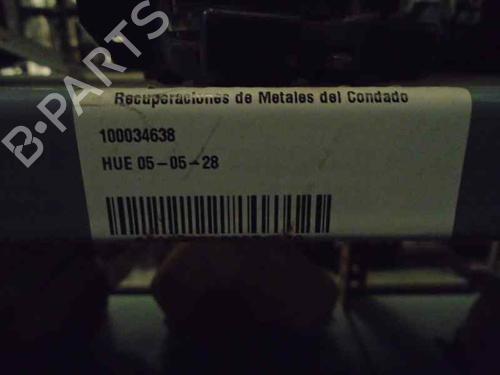 B-PARTS
Recuperaciones de Metales del Condado
100034638
HUE 05-05-28